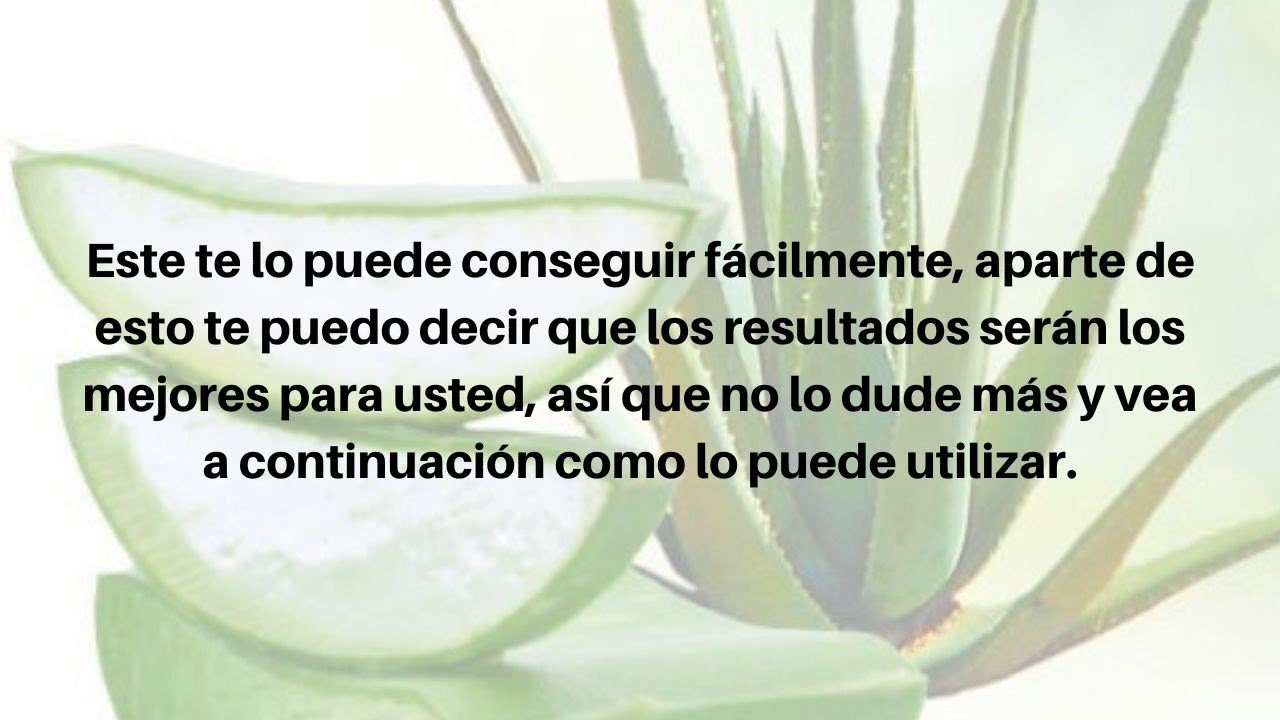 Este te lo puede conseguir fácilmente, aparte de
esto te puedo decir que los resultados serán los
mejores para usted, así que no lo dude más y vea
a continuación como lo puede utilizar.